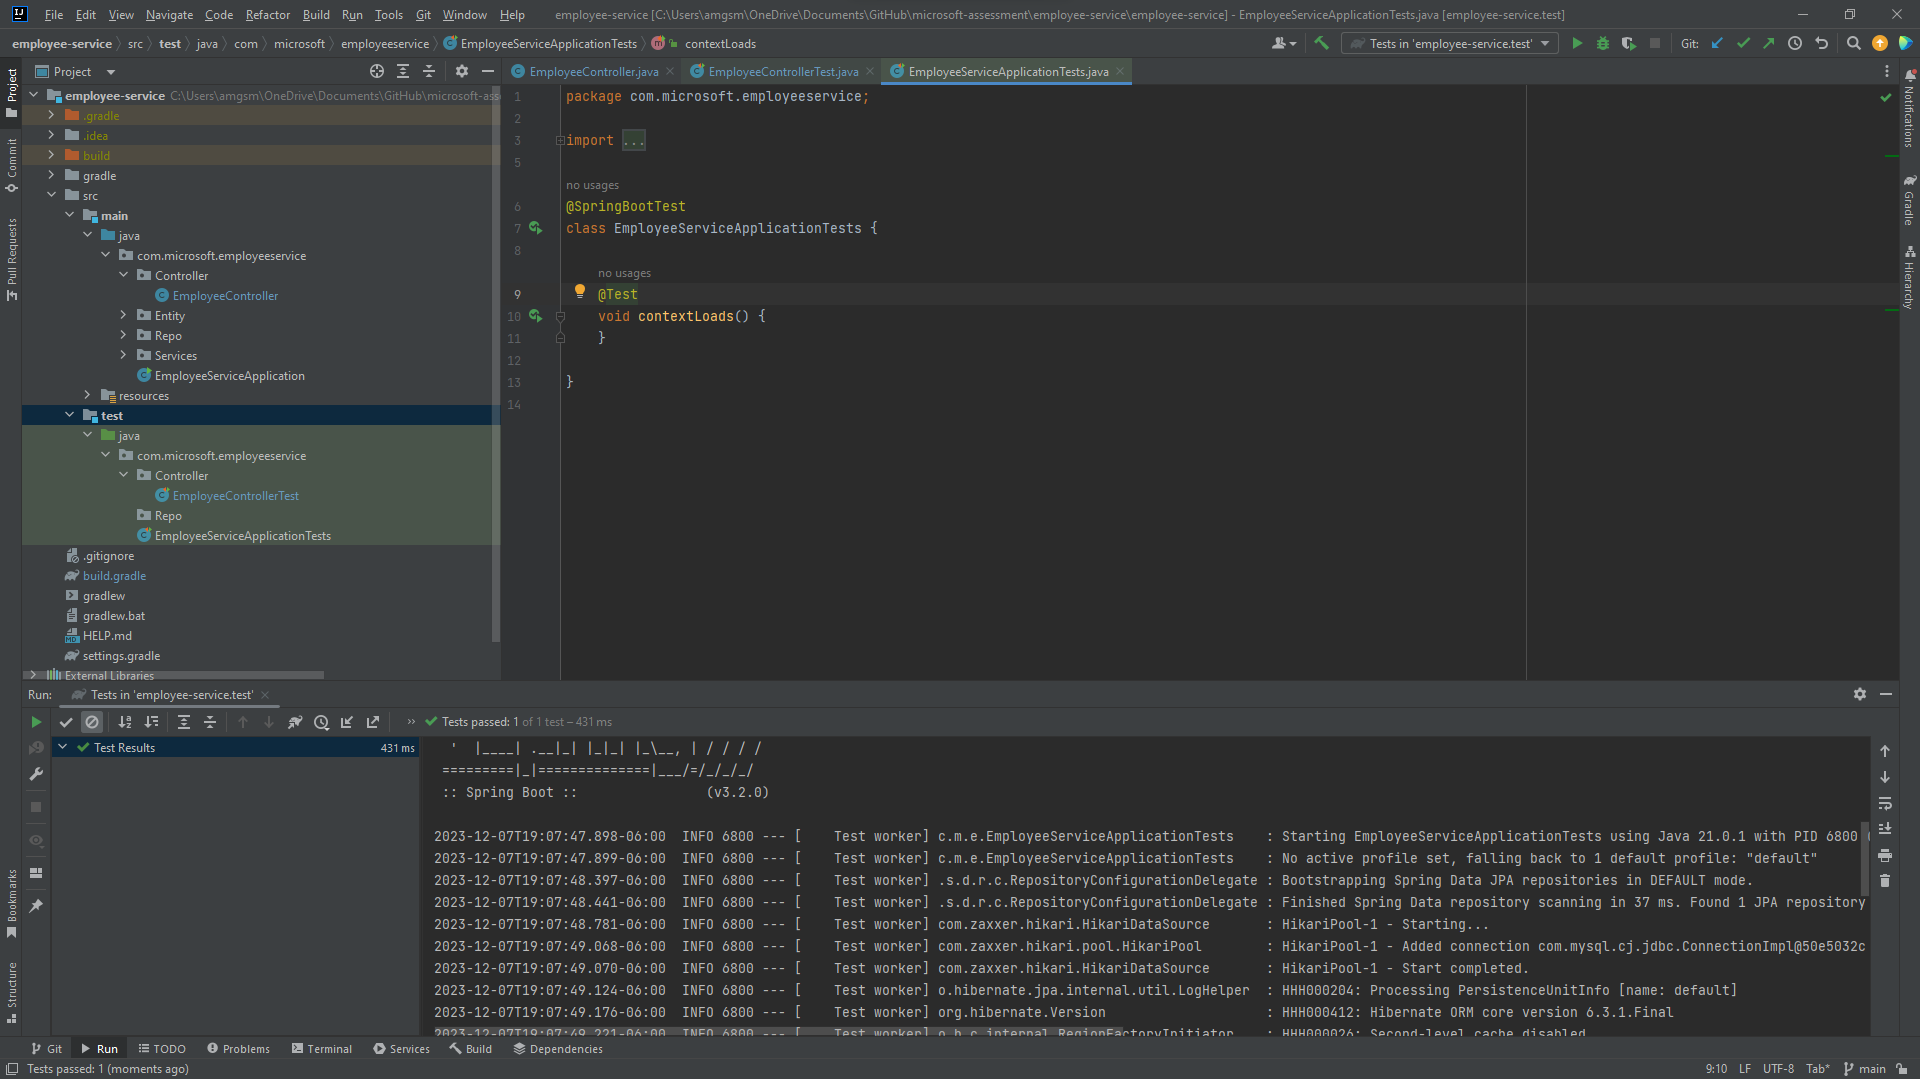 File Edit View Navigate Code Refactor Build Run Tools Git Window Help employee-service [C:\Users\amgsm\OneDrive\Documents\GitHub\microsoft-assessment\employee-service\employee-service] - EmployeeServiceApplicationTests.java [employee-service.test]
employee-service src test java com microsoft employeeservice EmployeeServiceApplicationTests contextLoads Tests in 'employee-service.test' Git:
Project
EmployeeController.java EmployeeControllerTest.java EmployeeServiceApplicationTests.java
Project
Commit
Pull Requests
Bookmarks
Structure
employee-service C:\Users\amgsm\OneDrive\Documents\GitHub\microsoft-ass
.gradle
.idea
build
gradle
src
main
java
com.microsoft.employeeservice
Controller
EmployeeController
Entity
Repo
Services
EmployeeServiceApplication
resources
test
java
com.microsoft.employeeservice
Controller
EmployeeControllerTest
Repo
EmployeeServiceApplicationTests
.gitignore
build.gradle
gradlew
gradlew.bat
HELP.md
settings.gradle
External Libraries
1 package com.microsoft.employeeservice;
2
3 import ...
5
no usages
6 @SpringBootTest
7 class EmployeeServiceApplicationTests {
8
no usages
9 @Test
10 void contextLoads() {
11 }
12
13 }
14
Notifications
Gradle
Hierarchy
Run: Tests in 'employee-service.test'
Tests passed: 1 of 1 test – 431 ms
Test Results 431 ms
' |____| .__|_| |_|_| |_\__, | / / / /
=========|_|==============|___/=/_/_/_/
:: Spring Boot :: (v3.2.0)
2023-12-07T19:07:47.898-06:00 INFO 6800 --- [ Test worker] c.m.e.EmployeeServiceApplicationTests : Starting EmployeeServiceApplicationTests using Java 21.0.1 with PID 6800
2023-12-07T19:07:47.899-06:00 INFO 6800 --- [ Test worker] c.m.e.EmployeeServiceApplicationTests : No active profile set, falling back to 1 default profile: "default"
2023-12-07T19:07:48.397-06:00 INFO 6800 --- [ Test worker] .s.d.r.c.RepositoryConfigurationDelegate : Bootstrapping Spring Data JPA repositories in DEFAULT mode.
2023-12-07T19:07:48.441-06:00 INFO 6800 --- [ Test worker] .s.d.r.c.RepositoryConfigurationDelegate : Finished Spring Data repository scanning in 37 ms. Found 1 JPA repository
2023-12-07T19:07:48.781-06:00 INFO 6800 --- [ Test worker] com.zaxxer.hikari.HikariDataSource : HikariPool-1 - Starting...
2023-12-07T19:07:49.068-06:00 INFO 6800 --- [ Test worker] com.zaxxer.hikari.pool.HikariPool : HikariPool-1 - Added connection com.mysql.cj.jdbc.ConnectionImpl@50e5032c
2023-12-07T19:07:49.070-06:00 INFO 6800 --- [ Test worker] com.zaxxer.hikari.HikariDataSource : HikariPool-1 - Start completed.
2023-12-07T19:07:49.124-06:00 INFO 6800 --- [ Test worker] o.hibernate.jpa.internal.util.LogHelper : HHH000204: Processing PersistenceUnitInfo [name: default]
2023-12-07T19:07:49.176-06:00 INFO 6800 --- [ Test worker] org.hibernate.Version : HHH000412: Hibernate ORM core version 6.3.1.Final
2023-12-07T19:07:49.221-06:00 INFO 6800 --- [ Test worker] o.h.c.internal.RegionFactoryInitiator : HHH000026: Second-level cache disabled
Git Run TODO Problems Terminal Services Build Dependencies
Tests passed: 1 (moments ago) 9:10 LF UTF-8 Tab* main